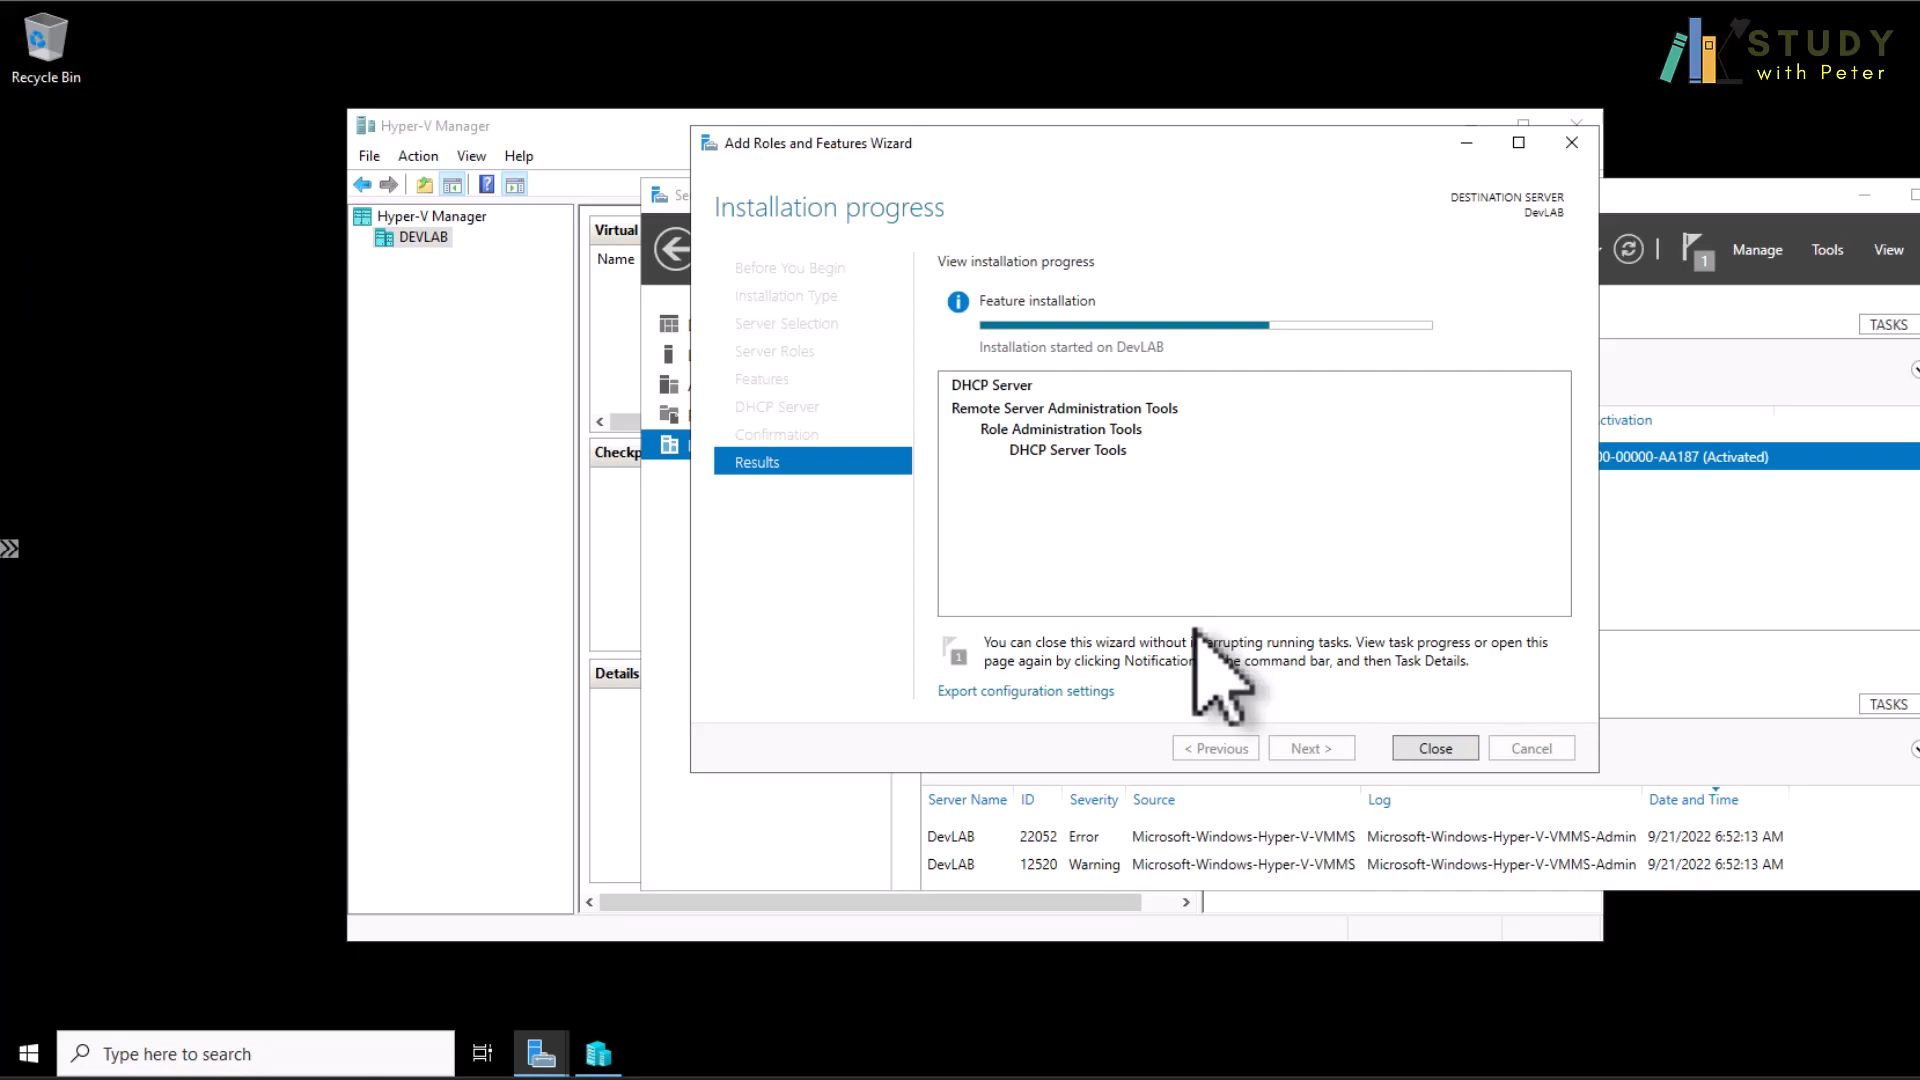 Recycle Bin
STUDY
with Peter
Hyper-V Manager
File Action View Help
Hyper-V Manager
DEVLAB
Virtual
Name
Checkp
Details
Add Roles and Features Wizard
Installation progress
DESTINATION SERVER
DevLAB
Before You Begin
Installation Type
Server Selection
Server Roles
Features
DHCP Server
Confirmation
Results
View installation progress
Feature installation
Installation started on DevLAB
DHCP Server
Remote Server Administration Tools
Role Administration Tools
DHCP Server Tools
1
You can close this wizard without running tasks. View task progress or open this
page again by clicking command bar, and then Task Details.
Export configuration settings
< Previous
Next >
Close
Cancel
1
Manage Tools View
TASKS
ctivation
00-00000-AA187 (Activated)
TASKS
Server Name ID Severity Source Log Date and Time
DevLAB 22052 Error Microsoft-Windows-Hyper-V-VMMS Microsoft-Windows-Hyper-V-VMMS-Admin 9/21/2022 6:52:13 AM
DevLAB 12520 Warning Microsoft-Windows-Hyper-V-VMMS Microsoft-Windows-Hyper-V-VMMS-Admin 9/21/2022 6:52:13 AM
Type here to search